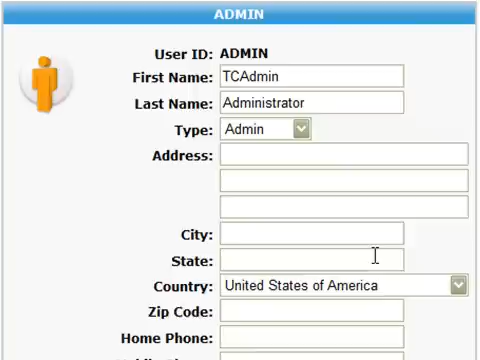 ADMIN
User ID: ADMIN
First Name: TCAdmin
Last Name: Administrator
Type: Admin
Address:
City:
State:
Country: United States of America
Zip Code:
Home Phone: